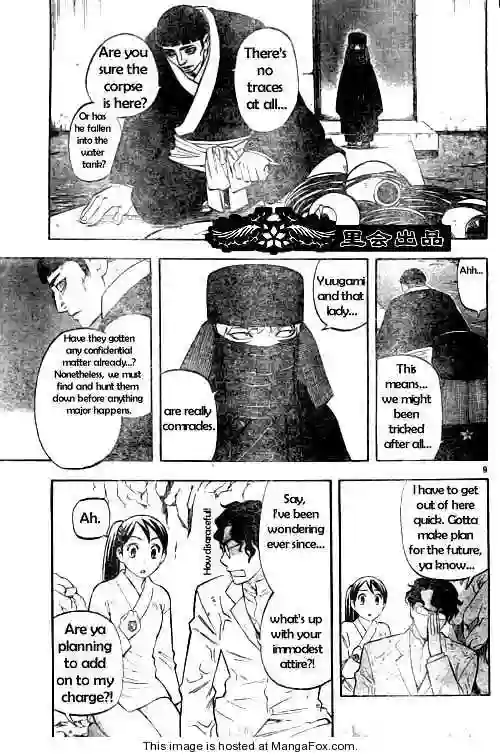 There's
no
traces
at all...
Are you
sure the
corpse
is here?
Or has
he fallen
into the
water
tank?
里会出品
Ahh...
This
means...
we might
been
tricked
after all...
Yuugami
and that
lady...
are really
comrades.
Have they gotten
any confidential
matter already...?
Nonetheless, we must
find and hunt them
down before anything
major happens.
9
I have to get
out of here
quick. Gotta
make plan
for the future,
ya know...
Say,
I've been
wondering
ever since...
what's up
with your
immodest
attire?!
How disgraceful!
Ah.
Are ya
planning
to add
on to my
charge?!
This image is hosted at MangaFox.com